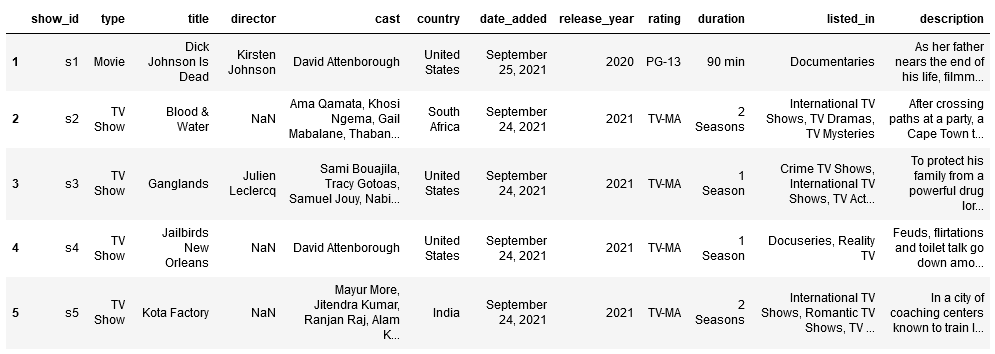 show_id type title director cast country date_added release_year rating duration listed_in description
1 s1 Movie Dick Johnson Is Dead Kirsten Johnson David Attenborough United States September 25, 2021 2020 PG-13 90 min Documentaries As her father nears the end of his life, filmm...
2 s2 TV Show Blood & Water NaN Ama Qamata, Khosi Ngema, Gail Mabalane, Thaban... South Africa September 24, 2021 2021 TV-MA 2 Seasons International TV Shows, TV Dramas, TV Mysteries After crossing paths at a party, a Cape Town t...
3 s3 TV Show Ganglands Julien Leclercq Sami Bouajila, Tracy Gotoas, Samuel Jouy, Nabi... United States September 24, 2021 2021 TV-MA 1 Season Crime TV Shows, International TV Shows, TV Act... To protect his family from a powerful drug lor...
4 s4 TV Show Jailbirds New Orleans NaN David Attenborough United States September 24, 2021 2021 TV-MA 1 Season Docuseries, Reality TV Feuds, flirtations and toilet talk go down amo...
5 s5 TV Show Kota Factory NaN Mayur More, Jitendra Kumar, Ranjan Raj, Alam K... India September 24, 2021 2021 TV-MA 2 Seasons International TV Shows, Romantic TV Shows, TV ... In a city of coaching centers known to train I...